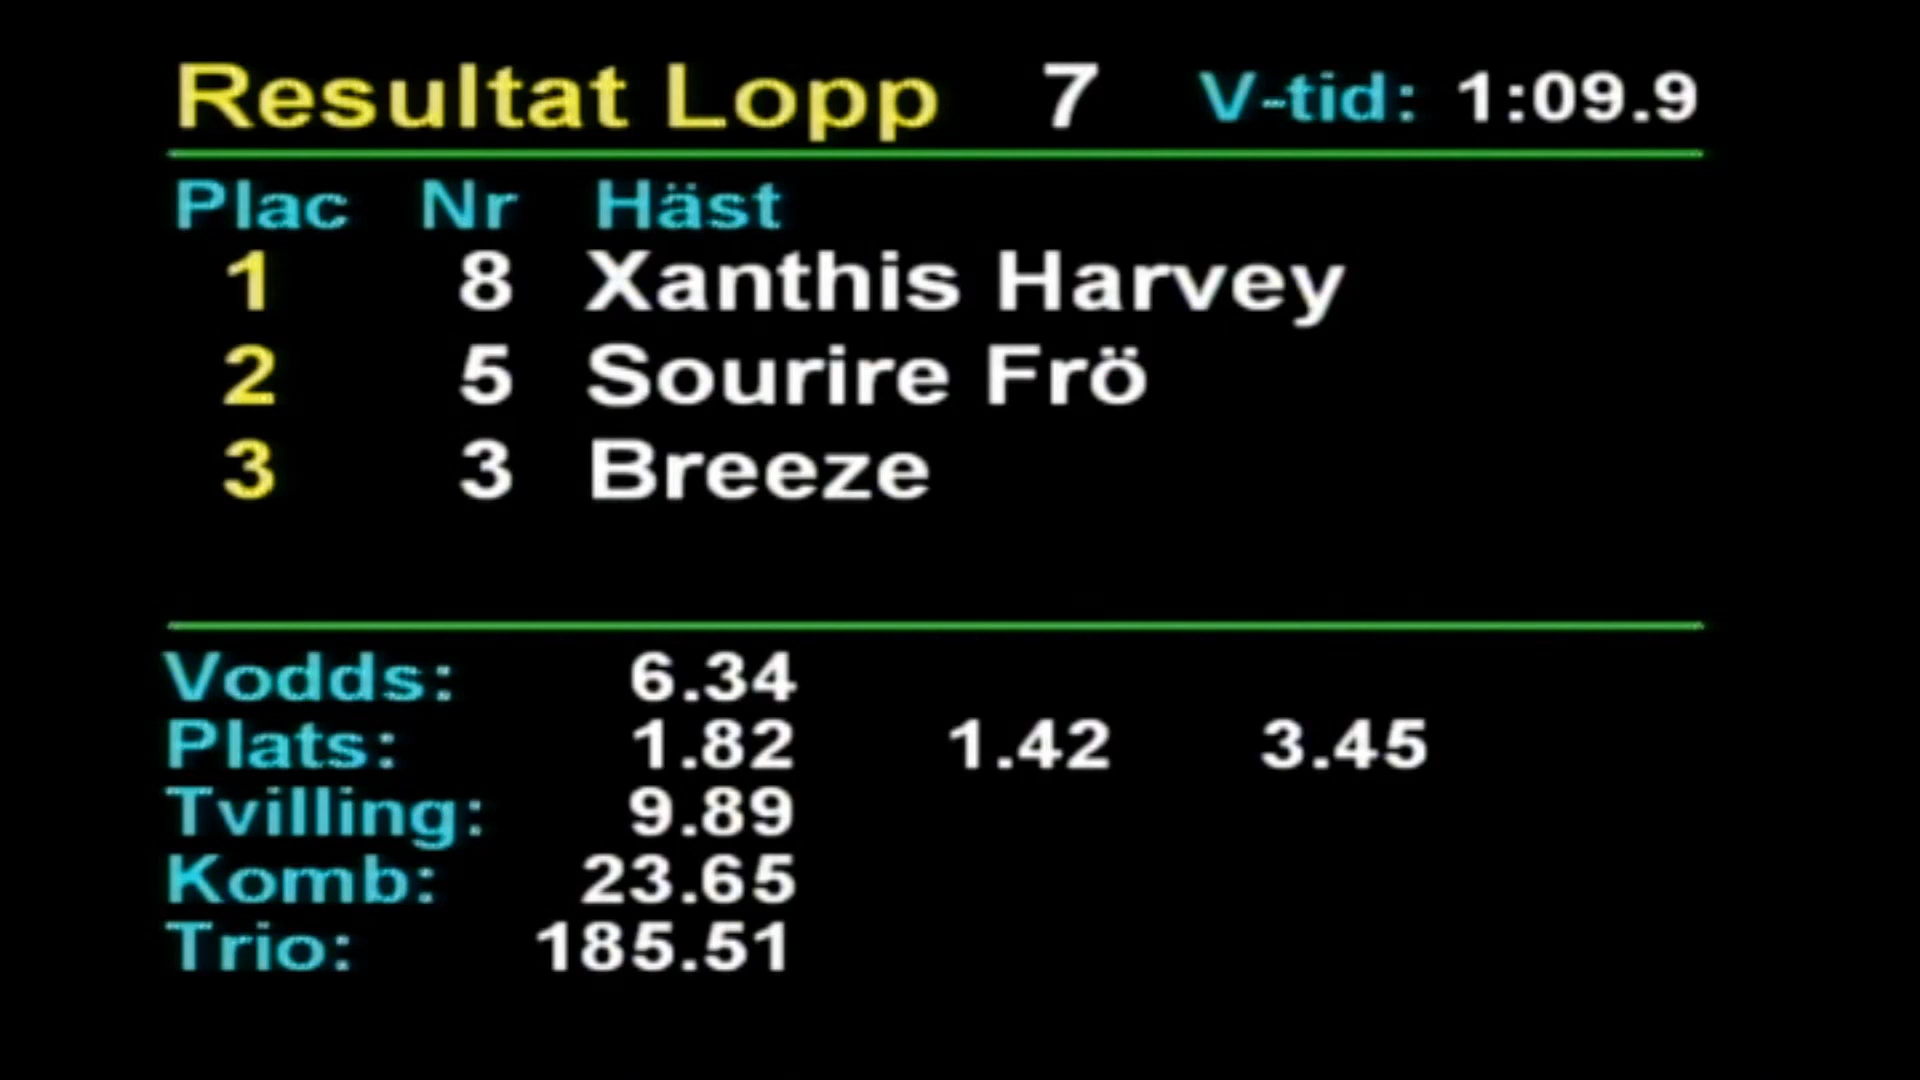 Resultat Lopp 7 V-tid: 1:09.9
Plac Nr Häst
1 8 Xanthis Harvey
2 5 Sourire Frö
3 3 Breeze
Vodds: 6.34
Plats: 1.82 1.42 3.45
Tvilling: 9.89
Komb: 23.65
Trio: 185.51